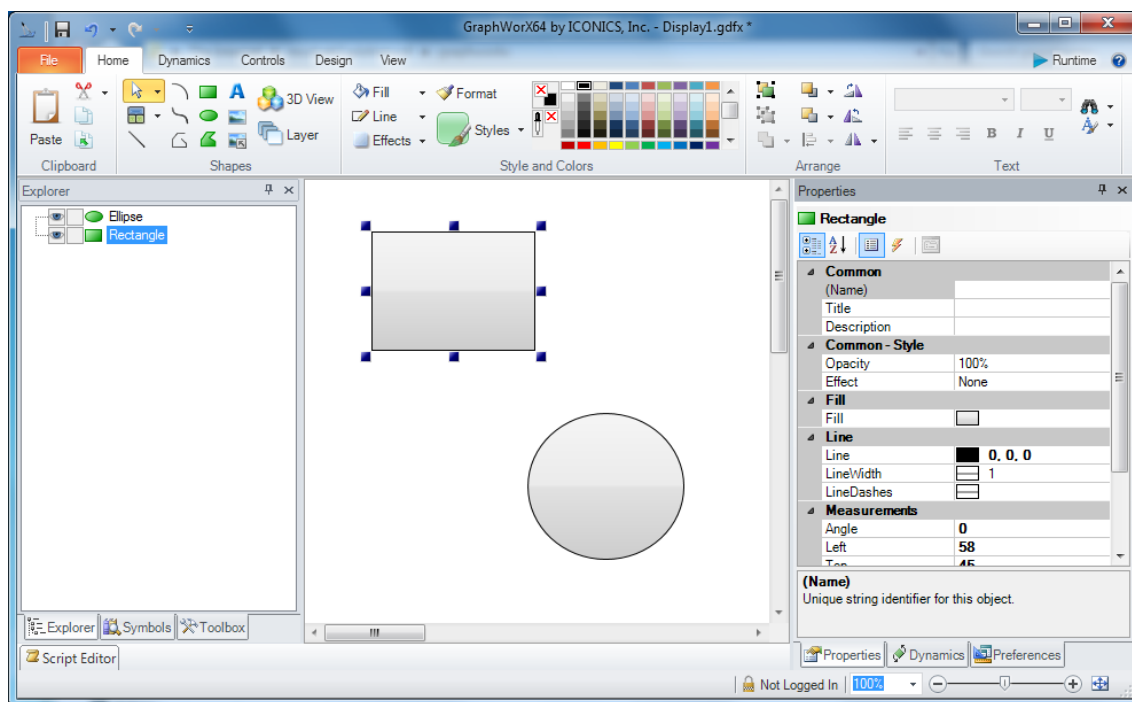 GraphWorX64 by ICONICS, Inc. - Display1.gdfx *
File Home Dynamics Controls Design View Runtime
Paste
A 3D View
Layer
Fill
Line
Effects
Format
Styles
B I U
Clipboard Shapes Style and Colors Arrange Text
Explorer
Ellipse
Rectangle
Properties
Rectangle
Common
(Name)
Title
Description
Common - Style
Opacity 100%
Effect None
Fill
Fill
Line
Line 0, 0, 0
LineWidth 1
LineDashes
Measurements
Angle 0
Left 58
Top 45
(Name)
Unique string identifier for this object.
Explorer Symbols Toolbox
Properties Dynamics Preferences
Script Editor
Not Logged In 100%